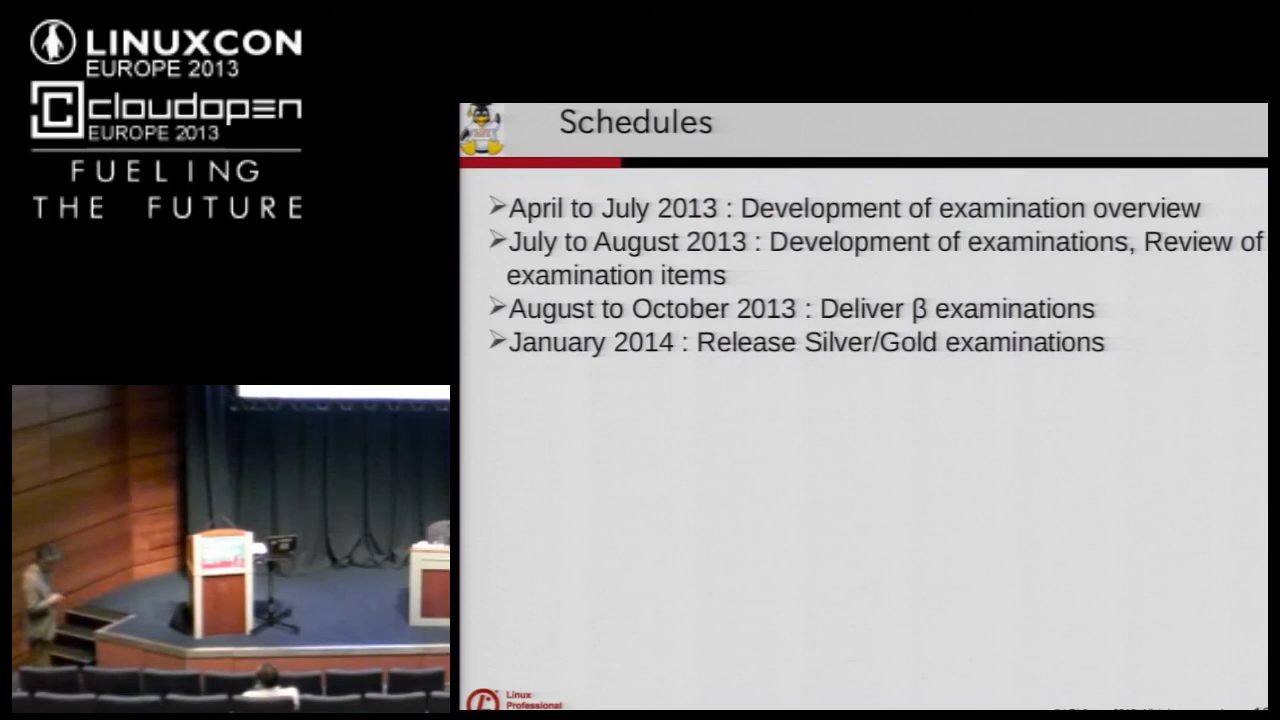 LINUXCON
EUROPE 2013
cloudopen
EUROPE 2013
FUELING
THE FUTURE
Schedules
➢April to July 2013 : Development of examination overview
➢July to August 2013 : Development of examinations, Review of
examination items
➢August to October 2013 : Deliver β examinations
➢January 2014 : Release Silver/Gold examinations
Linux
Professional